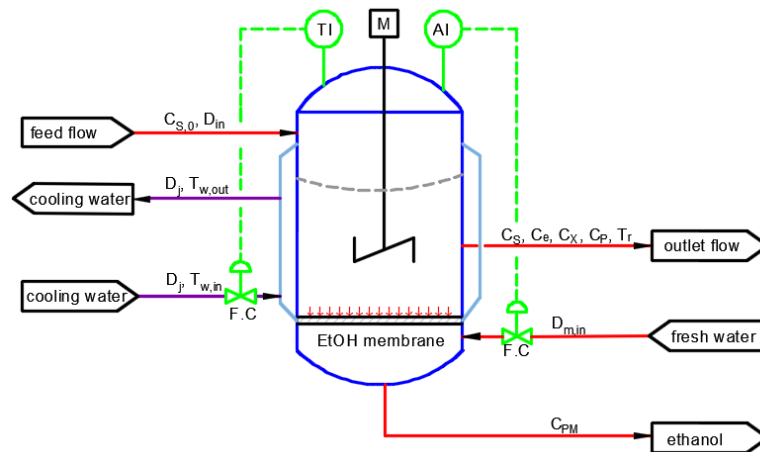 TI
M
AI
feed flow
C_S,0, D_in
cooling water
D_j, T_w,out
C_S, C_e, C_X, C_P, T_r
outlet flow
cooling water
D_j, T_w,in
F.C
EtOH membrane
D_m,in
F.C
fresh water
C_PM
ethanol